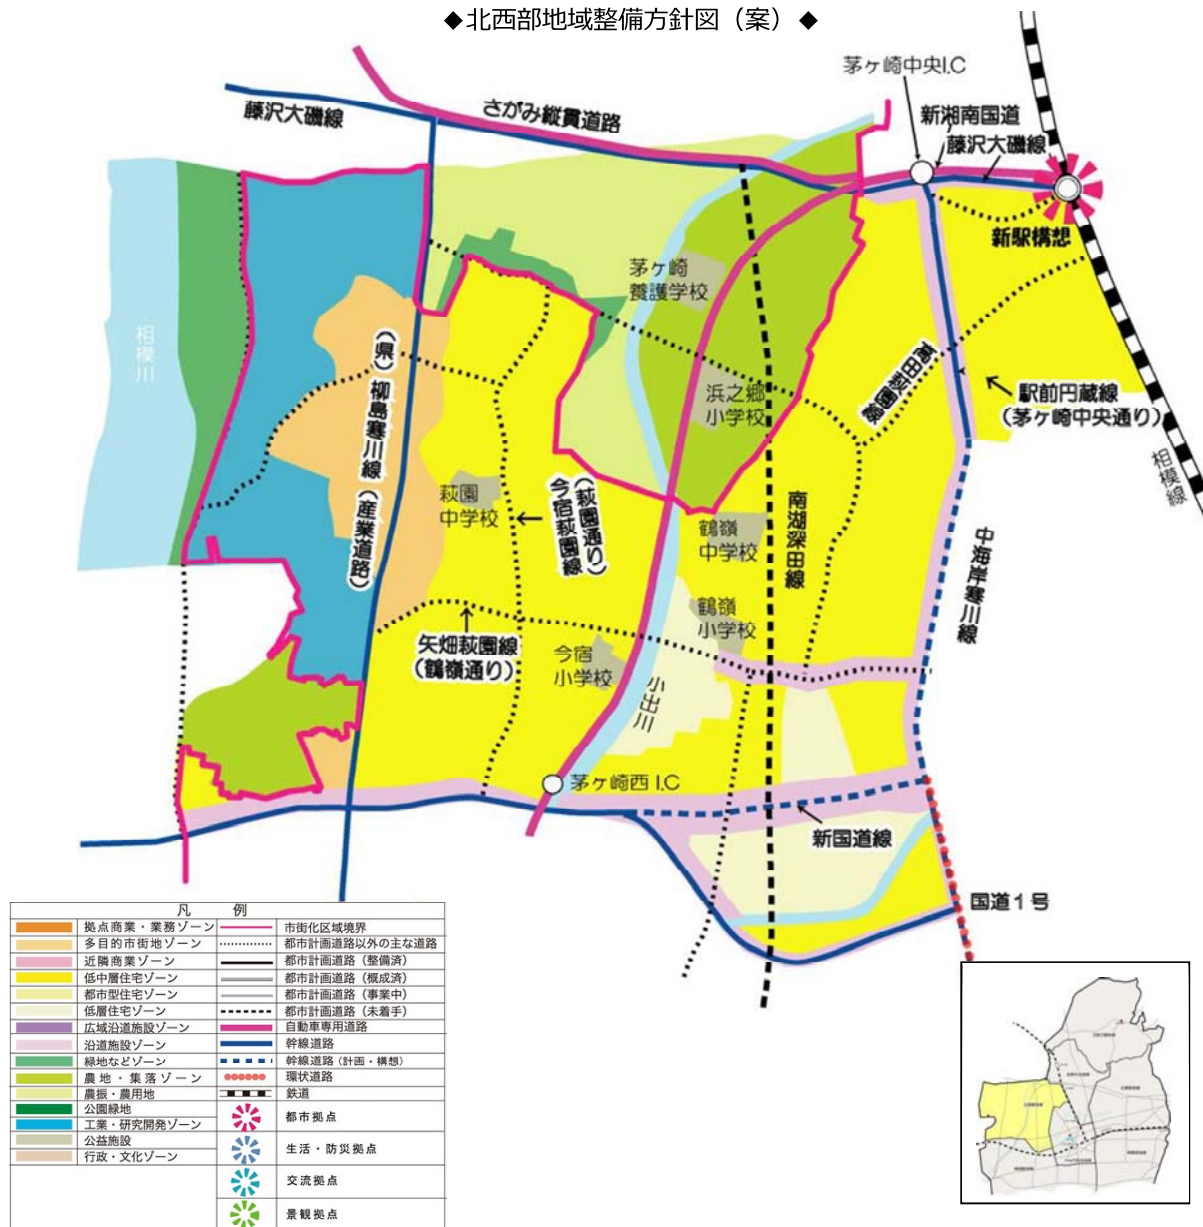 ◆北西部地域整備方針図（案）◆
茅ヶ崎中央I.C
新湘南国道
藤沢大磯線
さがみ縦貫道路
藤沢大磯線
新駅構想
相模川
茅ヶ崎
養護学校
（県）柳島寒川線（産業道路）
浜之郷
小学校
高田萩園線
駅前円蔵線
（茅ヶ崎中央通り）
相模線
萩園
中学校
（萩園通り）
今宿萩園線
南湖深田線
鶴嶺
中学校
中海岸寒川線
鶴嶺
小学校
矢畑萩園線
（鶴嶺通り）
今宿
小学校
小出川
茅ヶ崎西 I.C
新国道線
国道１号
凡　例
拠点商業・業務ゾーン
多目的市街地ゾーン
近隣商業ゾーン
低中層住宅ゾーン
都市型住宅ゾーン
低層住宅ゾーン
広域沿道施設ゾーン
沿道施設ゾーン
緑地などゾーン
農地・集落ゾーン
農振・農用地
公園緑地
工業・研究開発ゾーン
公益施設
行政・文化ゾーン
市街化区域境界
都市計画道路以外の主な道路
都市計画道路（整備済）
都市計画道路（概成済）
都市計画道路（事業中）
都市計画道路（未着手）
自動車専用道路
幹線道路
幹線道路（計画・構想）
環状道路
鉄道
都市拠点
生活・防災拠点
交流拠点
景観拠点